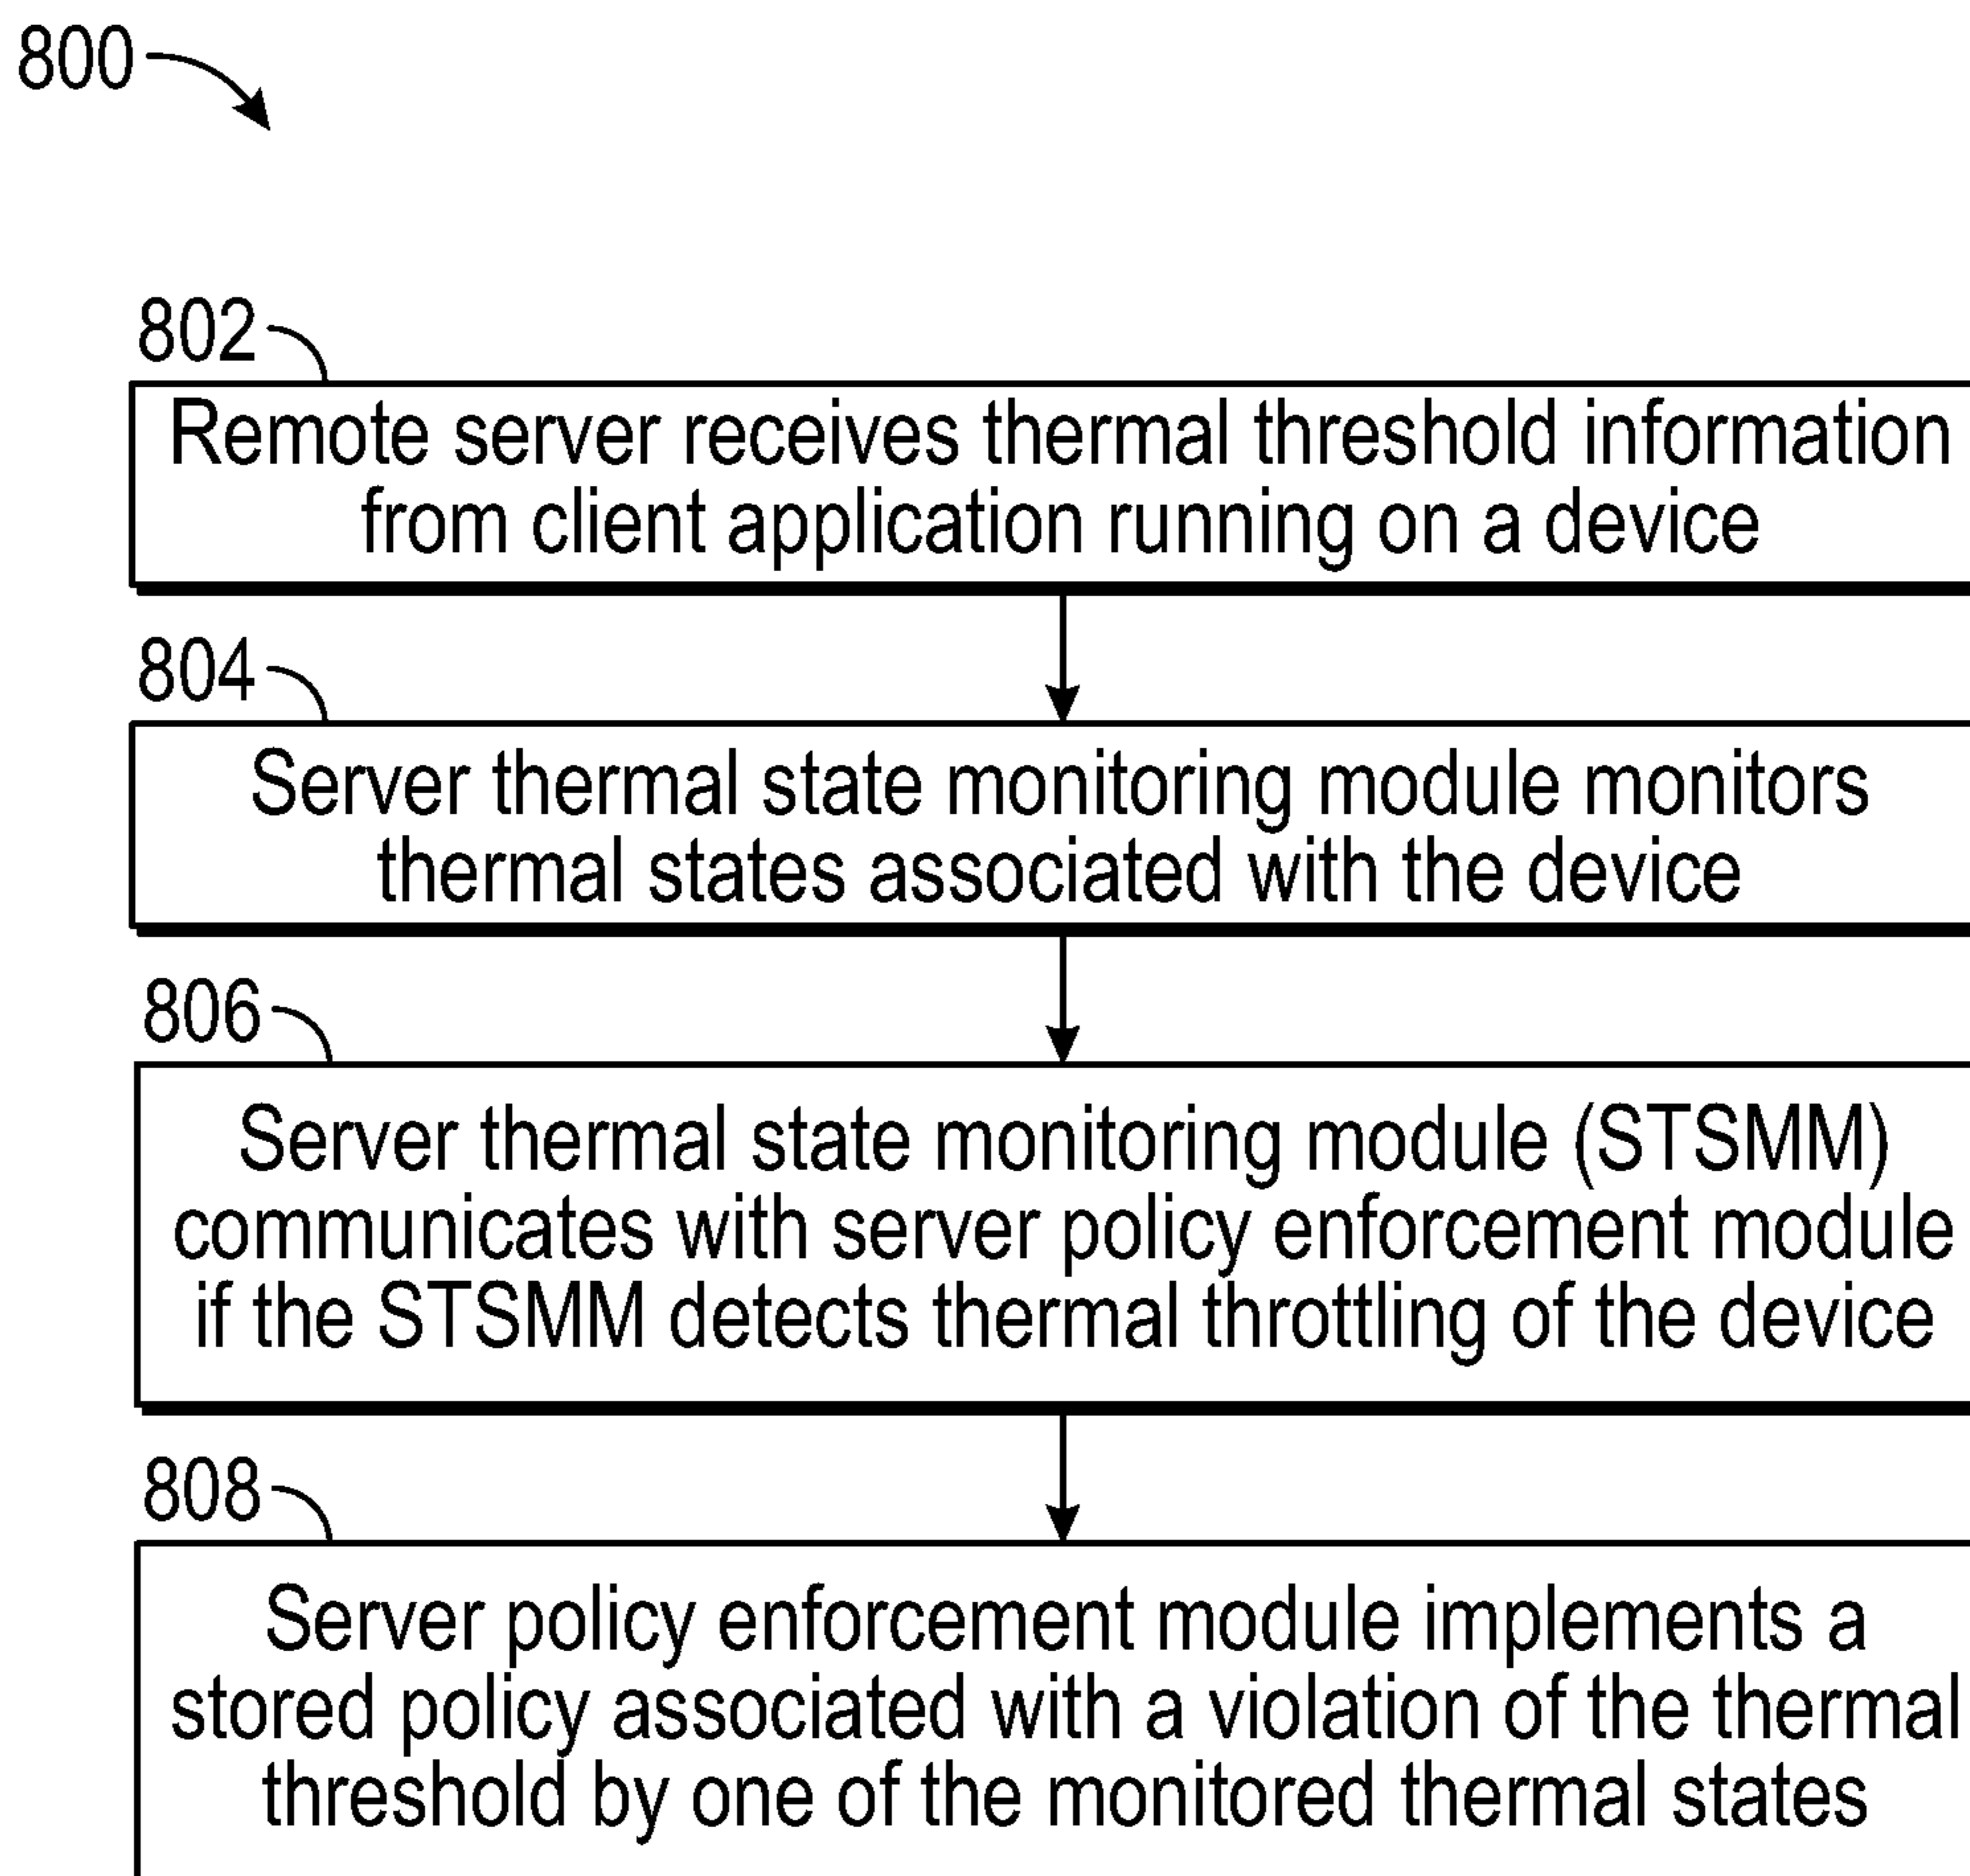 800
802
Remote server receives thermal threshold information
from client application running on a device
804
Server thermal state monitoring module monitors
thermal states associated with the device
806
Server thermal state monitoring module (STSMM)
communicates with server policy enforcement module
if the STSMM detects thermal throttling of the device
808
Server policy enforcement module implements a
stored policy associated with a violation of the thermal
threshold by one of the monitored thermal states